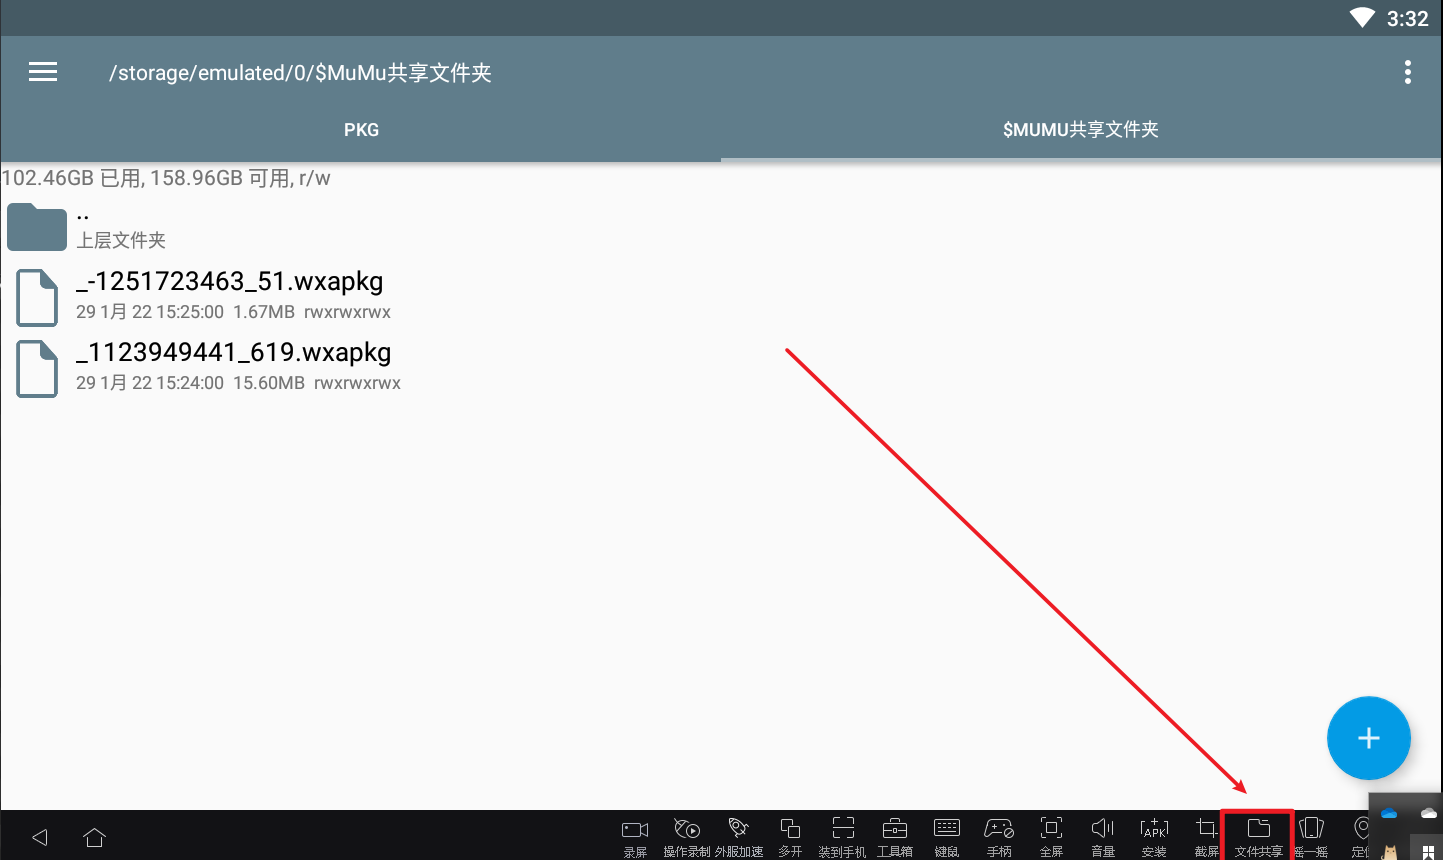 3:32
/storage/emulated/0/$MuMu共享文件夹
PKG
$MUMU共享文件夹
102.46GB 已用, 158.96GB 可用, r/w
..
上层文件夹
_-1251723463_51.wxapkg
29 1月 22 15:25:00 1.67MB rwxrwxrwx
_1123949441_619.wxapkg
29 1月 22 15:24:00 15.60MB rwxrwxrwx
APK
录屏 操作录制 外服加速 多开 装到手机 工具箱 键鼠 手柄 全屏 音量 安装 截屏 文件共享 摇一摇 定位